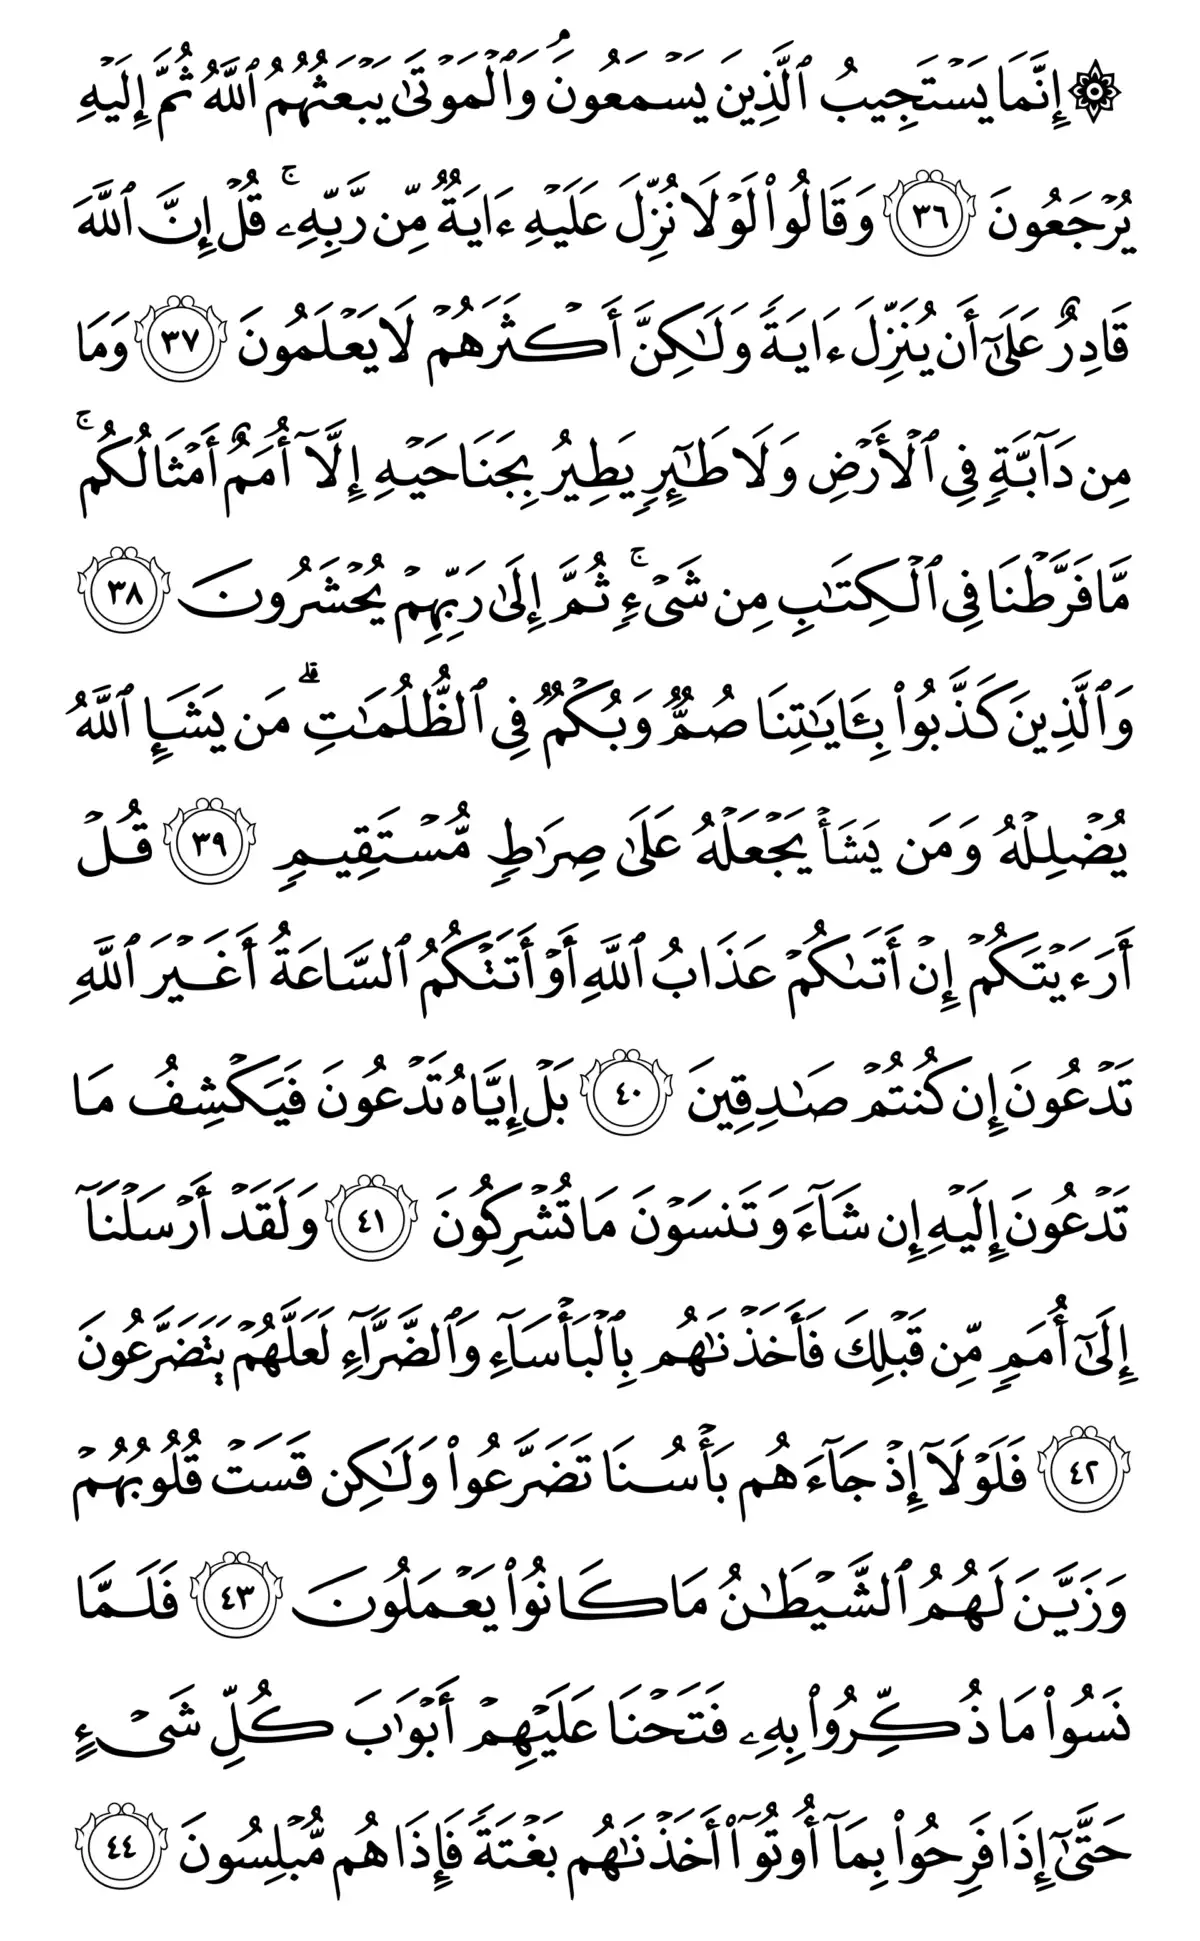 ۞ إِنَّمَا يَسْتَجِيبُ ٱلَّذِينَ يَسْمَعُونَۘ وَٱلْمَوْتَىٰ يَبْعَثُهُمُ ٱللَّهُ ثُمَّ إِلَيْهِ
يُرْجَعُونَ ٣٦ وَقَالُوا۟ لَوْلَا نُزِّلَ عَلَيْهِ ءَايَةٌ مِّن رَّبِّهِۦۚ قُلْ إِنَّ ٱللَّهَ
قَادِرٌ عَلَىٰٓ أَن يُنَزِّلَ ءَايَةً وَلَٰكِنَّ أَكْثَرَهُمْ لَا يَعْلَمُونَ ٣٧ وَمَا
مِن دَآبَّةٍ فِى ٱلْأَرْضِ وَلَا طَٰٓئِرٍ يَطِيرُ بِجَنَاحَيْهِ إِلَّآ أُمَمٌ أَمْثَالُكُمۚ
مَّا فَرَّطْنَا فِى ٱلْكِتَٰبِ مِن شَىْءٍۚ ثُمَّ إِلَىٰ رَبِّهِمْ يُحْشَرُونَ ٣٨
وَٱلَّذِينَ كَذَّبُوا۟ بِـَٔايَٰتِنَا صُمٌّ وَبُكْمٌ فِى ٱلظُّلُمَٰتِۗ مَن يَشَإِ ٱللَّهُ
يُضْلِلْهُ وَمَن يَشَأْ يَجْعَلْهُ عَلَىٰ صِرَٰطٍ مُّسْتَقِيمٍ ٣٩ قُلْ
أَرَءَيْتَكُمْ إِنْ أَتَىٰكُمْ عَذَابُ ٱللَّهِ أَوْ أَتَتْكُمُ ٱلسَّاعَةُ أَغَيْرَ ٱللَّهِ
تَدْعُونَ إِن كُنتُمْ صَٰدِقِينَ ٤٠ بَلْ إِيَّاهُ تَدْعُونَ فَيَكْشِفُ مَا
تَدْعُونَ إِلَيْهِ إِن شَآءَ وَتَنسَوْنَ مَا تُشْرِكُونَ ٤١ وَلَقَدْ أَرْسَلْنَآ
إِلَىٰٓ أُمَمٍ مِّن قَبْلِكَ فَأَخَذْنَٰهُم بِٱلْبَأْسَآءِ وَٱلضَّرَّآءِ لَعَلَّهُمْ يَتَضَرَّعُونَ
٤٢ فَلَوْلَآ إِذْ جَآءَهُم بَأْسُنَا تَضَرَّعُوا۟ وَلَٰكِن قَسَتْ قُلُوبُهُمْ
وَزَيَّنَ لَهُمُ ٱلشَّيْطَٰنُ مَا كَانُوا۟ يَعْمَلُونَ ٤٣ فَلَمَّا
نَسُوا۟ مَا ذُكِّرُوا۟ بِهِۦ فَتَحْنَا عَلَيْهِمْ أَبْوَٰبَ كُلِّ شَىْءٍ
حَتَّىٰٓ إِذَا فَرِحُوا۟ بِمَآ أُوتُوٓا۟ أَخَذْنَٰهُم بَغْتَةً فَإِذَا هُم مُّبْلِسُونَ ٤٤